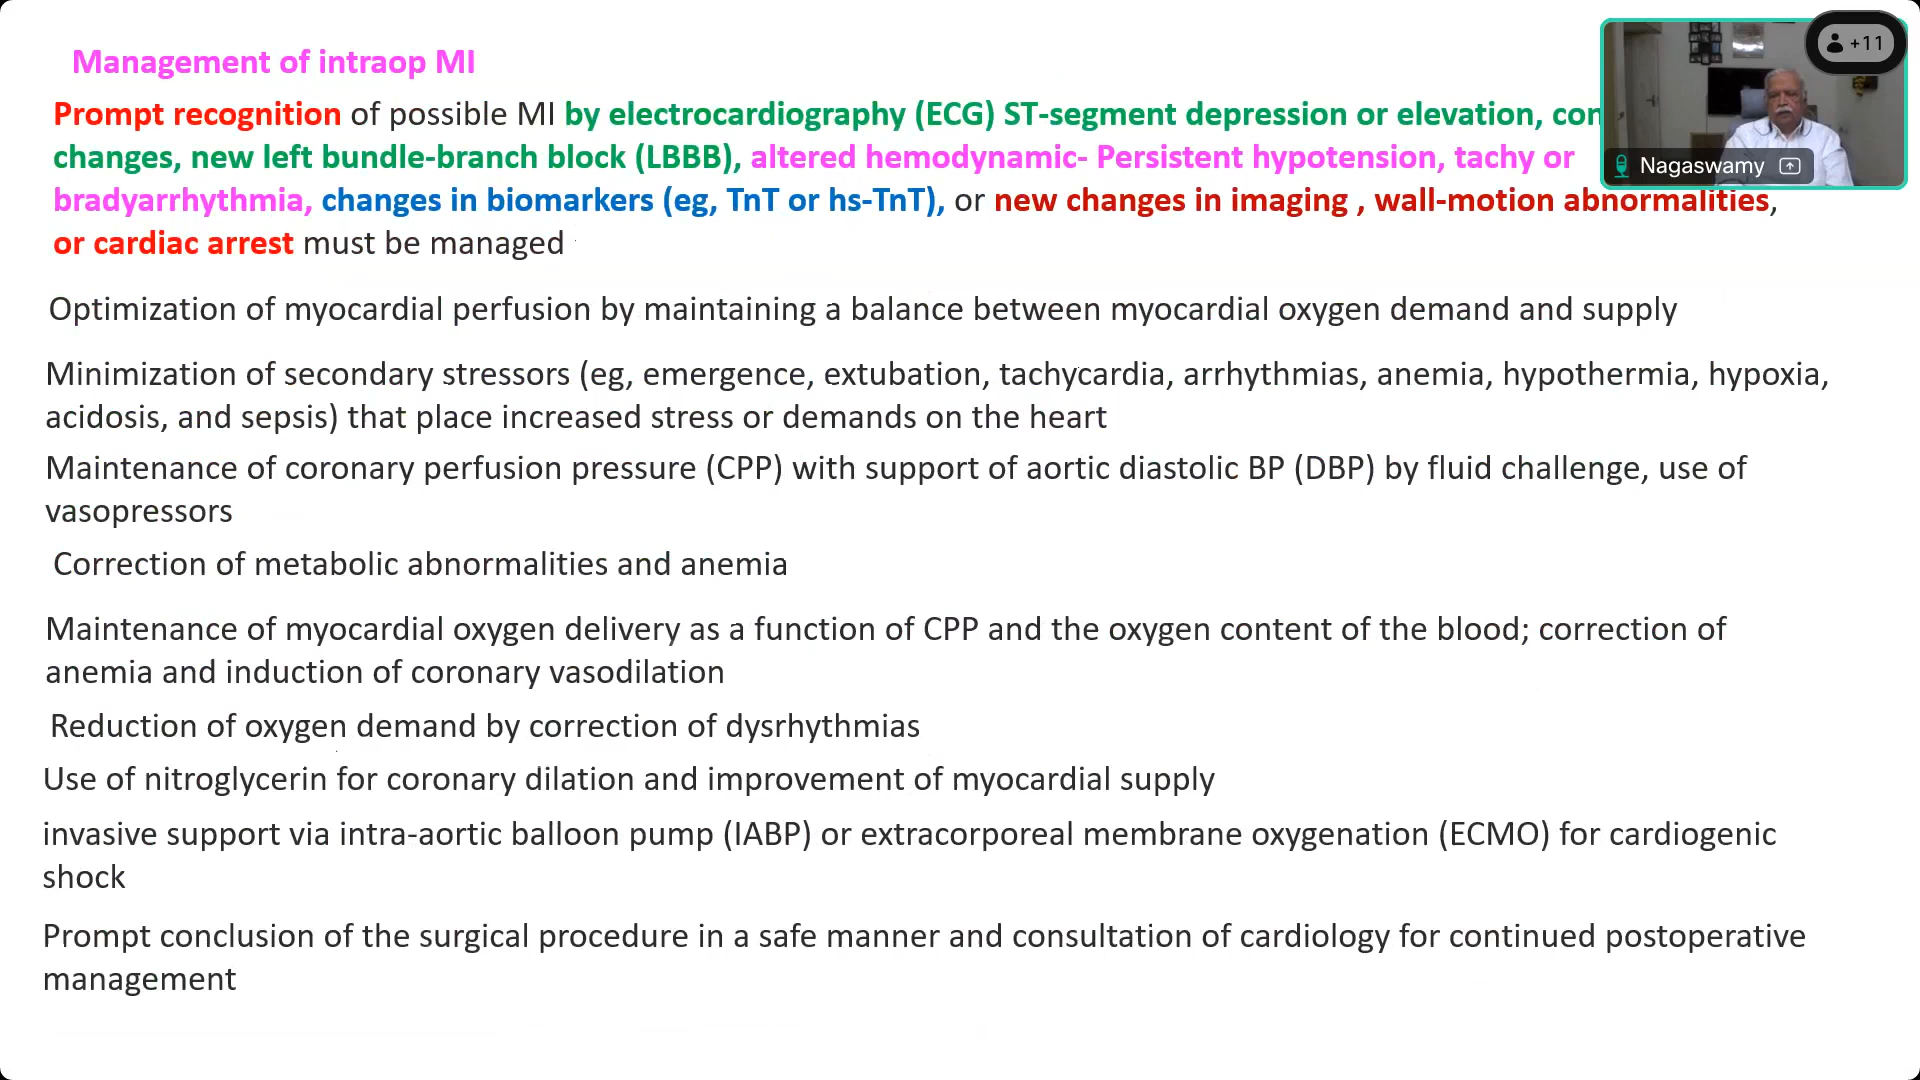 Management of intraop MI
Prompt recognition of possible MI by electrocardiography (ECG) ST-segment depression or elevation,
changes, new left bundle-branch block (LBBB), altered hemodynamic- Persistent hypotension, tachy or
bradyarrhythmia, changes in biomarkers (eg, TnT or hs-TnT), or new changes in imaging , wall-motion abnormalities,
or cardiac arrest must be managed
Optimization of myocardial perfusion by maintaining a balance between myocardial oxygen demand and supply
Minimization of secondary stressors (eg, emergence, extubation, tachycardia, arrhythmias, anemia, hypothermia, hypoxia,
acidosis, and sepsis) that place increased stress or demands on the heart
Maintenance of coronary perfusion pressure (CPP) with support of aortic diastolic BP (DBP) by fluid challenge, use of
vasopressors
Correction of metabolic abnormalities and anemia
Maintenance of myocardial oxygen delivery as a function of CPP and the oxygen content of the blood; correction of
anemia and induction of coronary vasodilation
Reduction of oxygen demand by correction of dysrhythmias
Use of nitroglycerin for coronary dilation and improvement of myocardial supply
invasive support via intra-aortic balloon pump (IABP) or extracorporeal membrane oxygenation (ECMO) for cardiogenic
shock
Prompt conclusion of the surgical procedure in a safe manner and consultation of cardiology for continued postoperative
management
+11
Nagaswamy